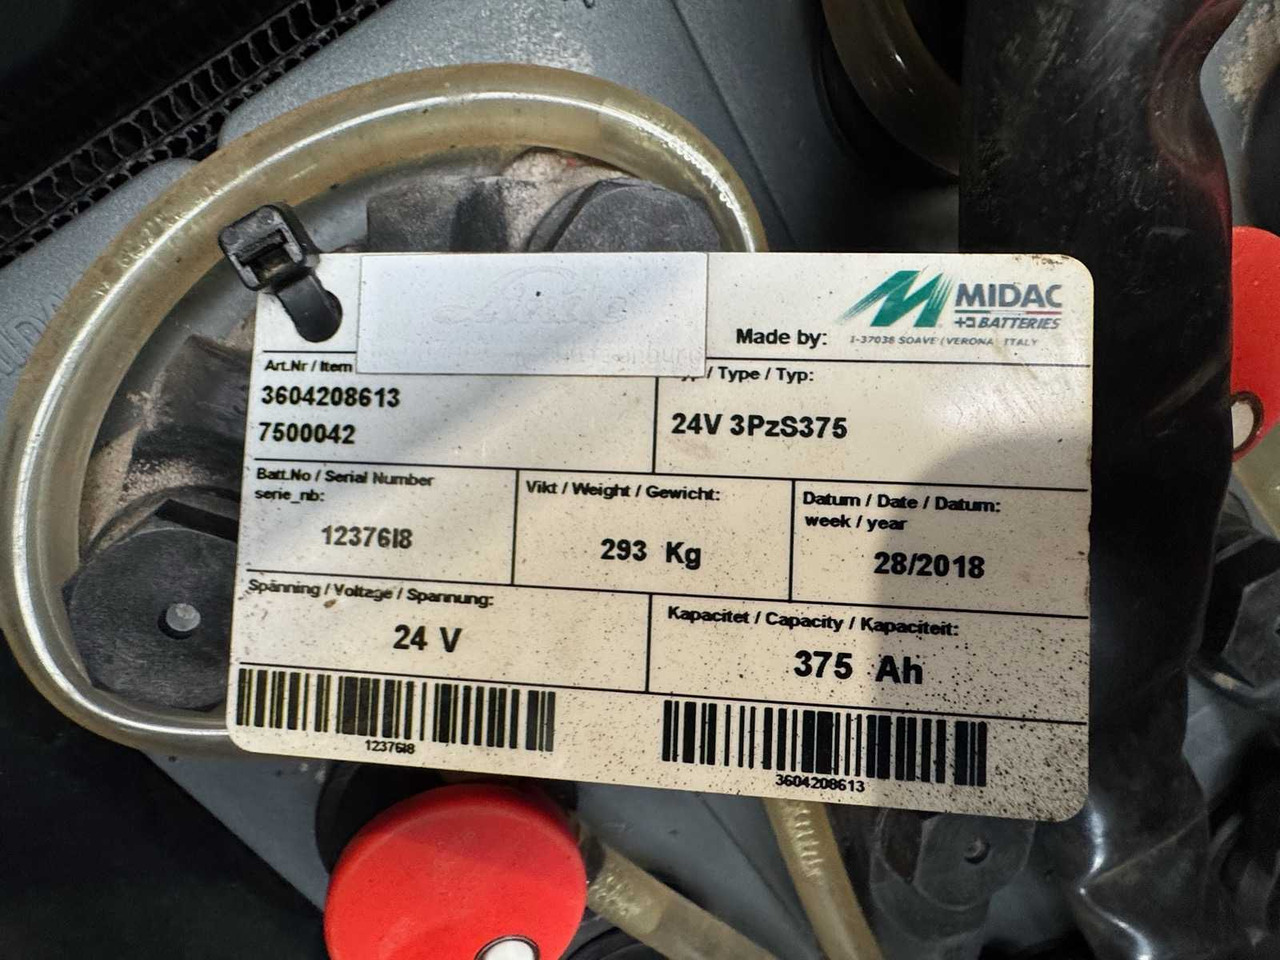 MIDAC
BATTERIES
Made by:
I-37038 SOAVE (VERONA ITALY
Art.Nr / Item
/ Type / Typ:
3604208613
7500042
24V 3PzS375
Batt.No / Serial Number
serie_nb:
12376I8
Vikt / Weight / Gewicht:
293 Kg
Datum / Date / Datum:
week / year
28/2018
Spänning / Voltage / Spannung:
24 V
Kapacitet / Capacity / Kapaciteit:
375 Ah
12376I8
3604208613